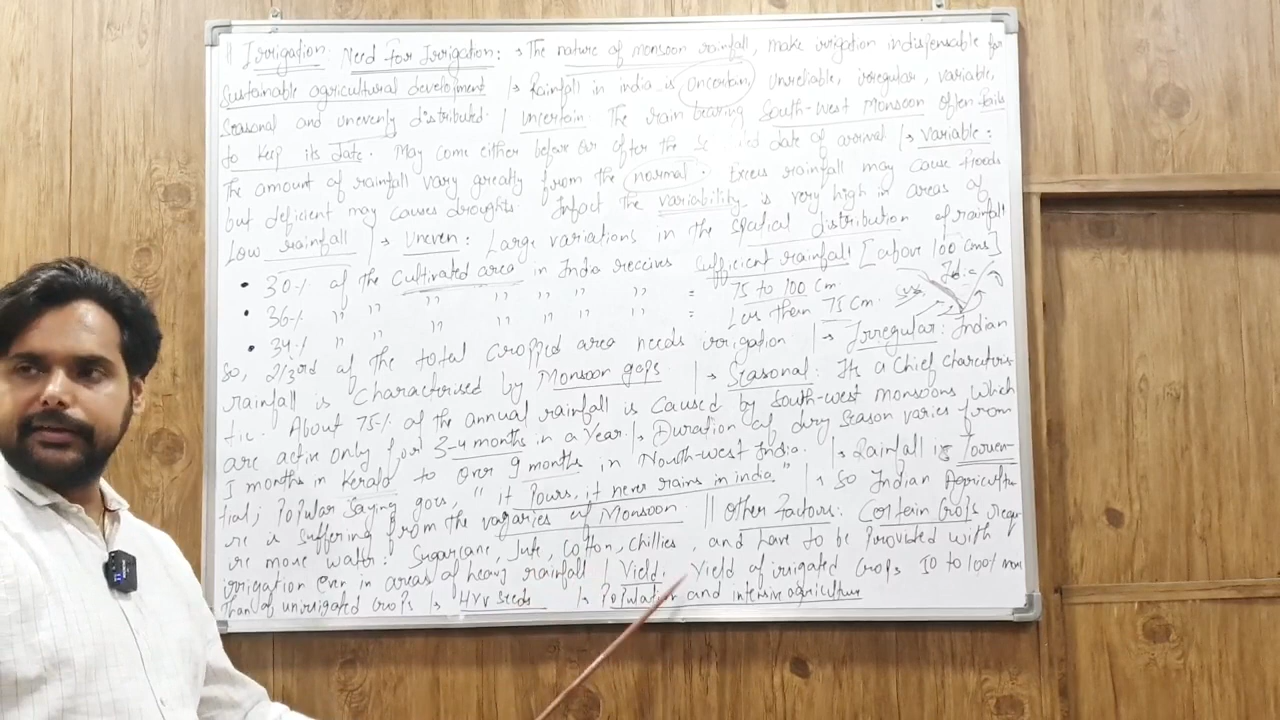 || Irrigation: Need for Irrigation: → The nature of monsoon rainfall, make irrigation indispensable for
Sustainable agricultural development |→ Rainfall in india is Uncertain, Unreliable, irregular, variable,
Seasonal and unevenly distributed. | Uncertain: The rain bearing South-west Monsoon often fails
to keep its date. May come either before or after the date of arrival |→ Variable:
The amount of rainfall vary greatly from the normal. Excess rainfall may cause floods
but deficient may causes droughts. Infact the variability is very high in areas of
Low rainfall |→ Uneven: Large variations in the spatial distribution of rainfall
• 30% of the Cultivated area in India receives Sufficient rainfall [above 100 cms]
• 36% " " " " " " " = 75 to 100 cm.
• 34% " " " " " " " = Less them 75 cm.
India
So, 2/3rd of the total cropped area needs irrigation |→ Irregular: Indian
rainfall is Characterised by Monsoon gaps. |→ Seasonal: Its a Chief charcteris
tic. About 75% of the annual rainfall is Caused by South-west monsoons, which
are active only for 3-4 months in a Year. |→ Duration of dry Season varies from
months in Kerala to over 9 months in North-west India. |→ Rainfall is Torren-
tial; Popular Saying goes "it Pours, it never rains in india" → So Indian Agricultu
re is Suffering from the vagaries of Monsoon || Other Factors: Certain Crops requ
ire more water: Sugarcane, Jute, Cotton, chillies, and have to be Provided with
irrigation even in areas of heavy rainfall | Yield: Yield of irrigated crops to 100% more
than of unirrigated crops |→ HYV Seeds |→ Population and intensive agriculture